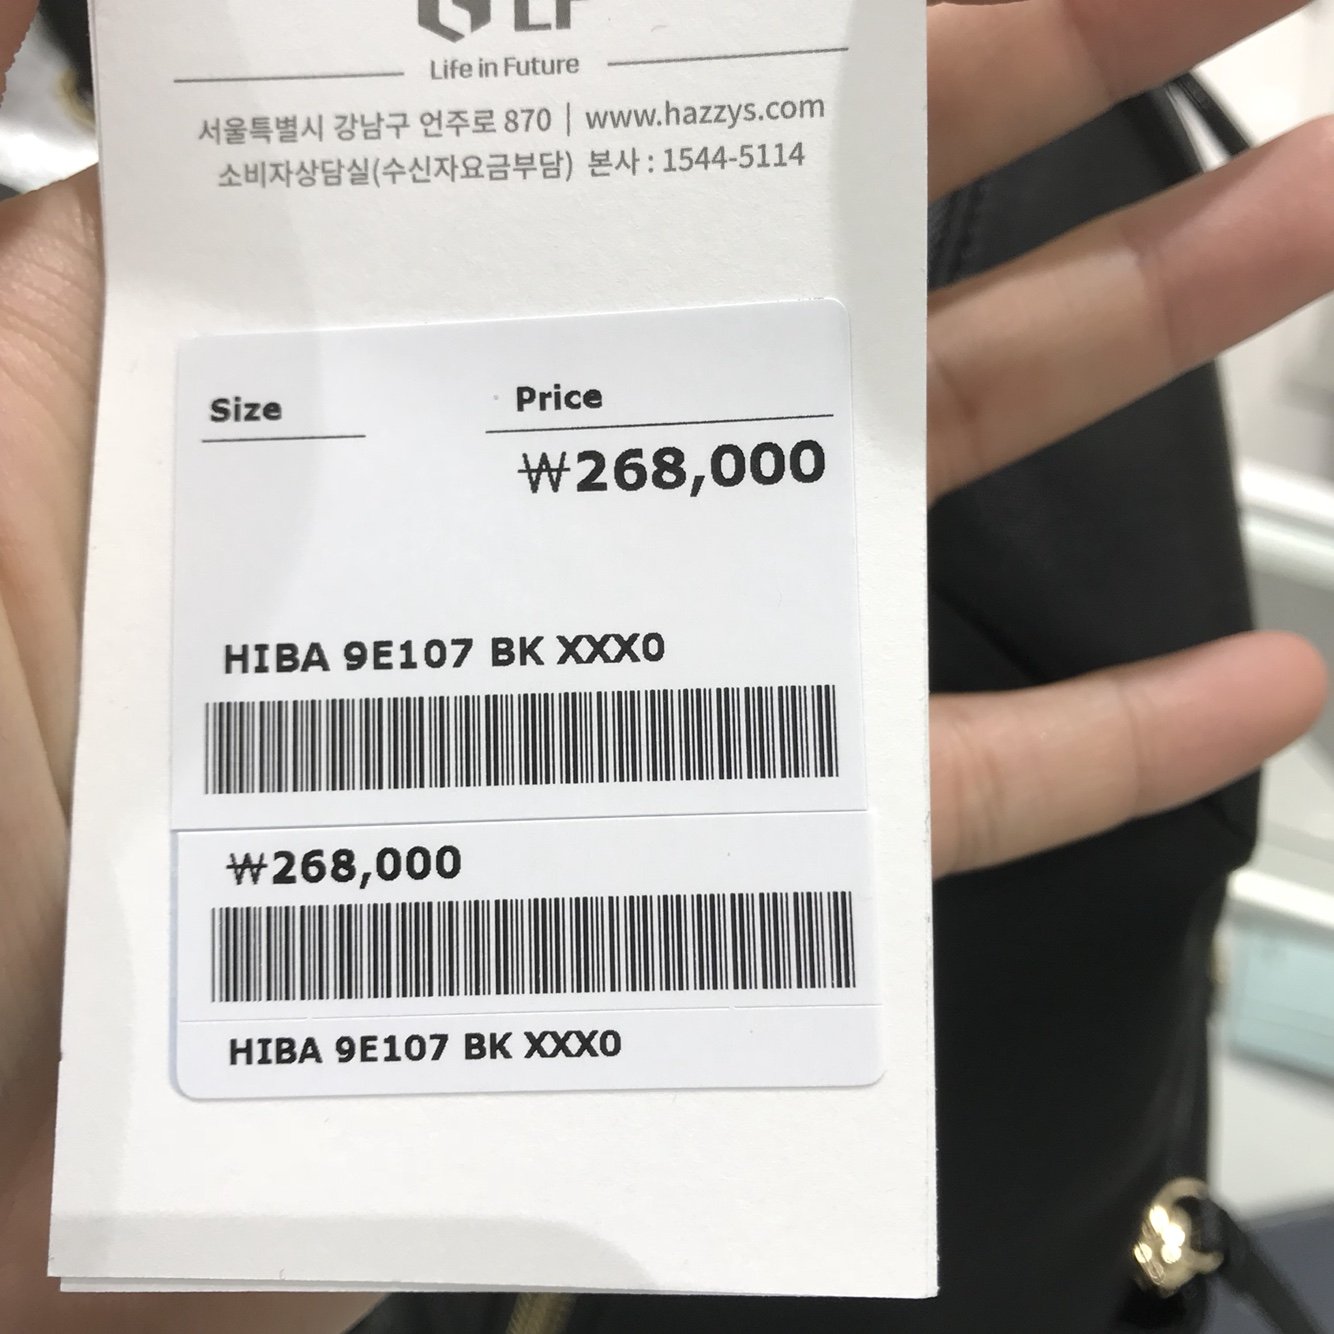 LF
Life in Future
서울특별시 강남구 언주로 870 | www.hazzys.com
소비자상담실(수신자요금부담) 본사 : 1544-5114
Size
Price
₩268,000
HIBA 9E107 BK XXX0
₩268,000
HIBA 9E107 BK XXX0